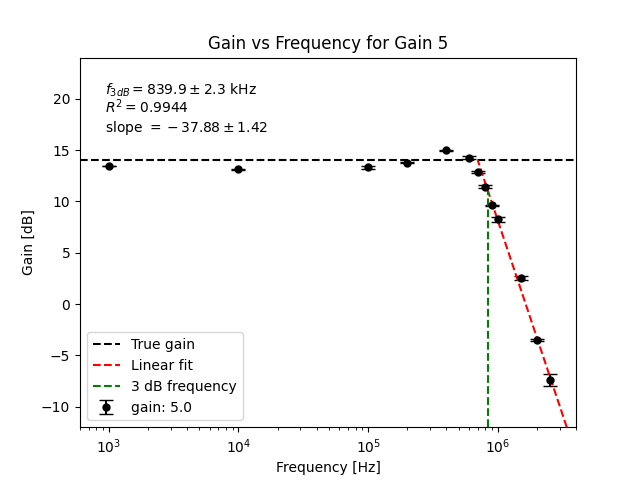 Gain vs Frequency for Gain 5
f3dB = 839.9 ± 2.3 kHz
R² = 0.9944
slope = −37.88 ± 1.42
20
15
10
5
0
−5
−10
Gain [dB]
True gain
Linear fit
3 dB frequency
gain: 5.0
10³ 10⁴ 10⁵ 10⁶
Frequency [Hz]